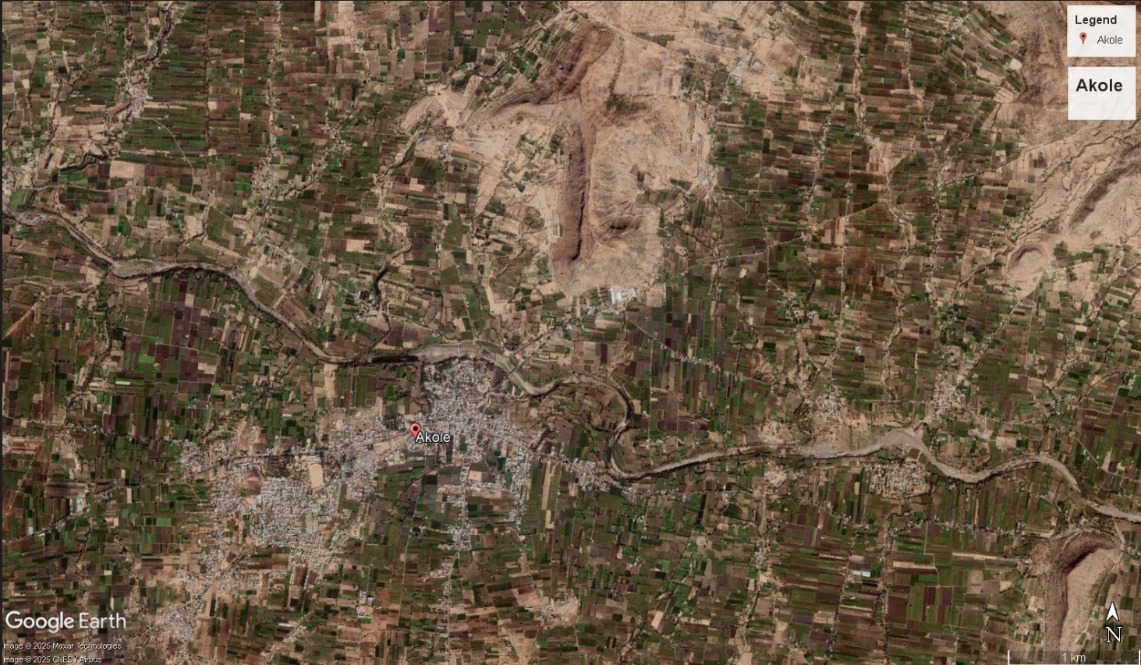 Legend
Akole
Akole
Akole
Google Earth
Image © 2025 Maxar Technologies
Image © 2025 CNES / Airbus
N
1 km